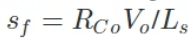 s_f = R_{Co}V_o/L_s